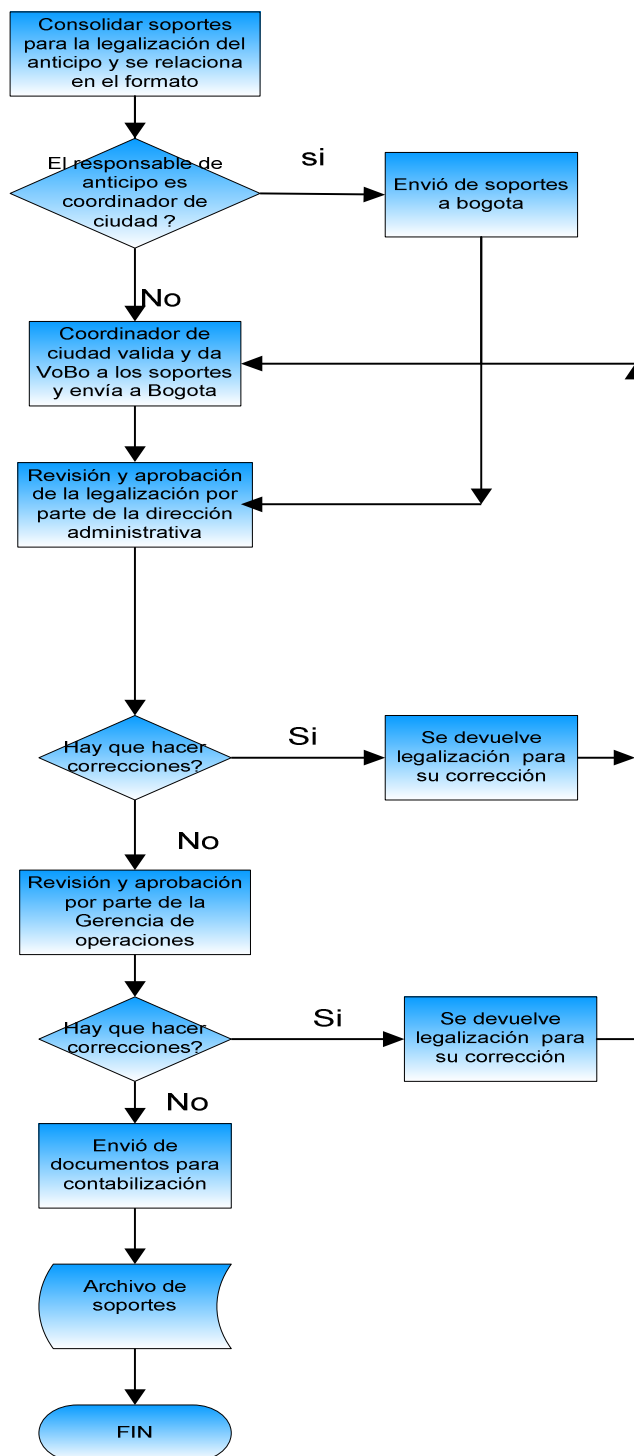 Consolidar soportes
para la legalización del
anticipo y se relaciona
en el formato
El responsable de
anticipo es
coordinador de
ciudad ?
si
Envió de soportes
a bogota
No
Coordinador de
ciudad valida y da
VoBo a los soportes
y envía a Bogota
Revisión y aprobación
de la legalización por
parte de la dirección
administrativa
Hay que hacer
correcciones?
Si
Se devuelve
legalización para
su corrección
No
Revisión y aprobación
por parte de la
Gerencia de
operaciones
Hay que hacer
correcciones?
Si
Se devuelve
legalización para
su corrección
No
Envió de
documentos para
contabilización
Archivo de
soportes
FIN